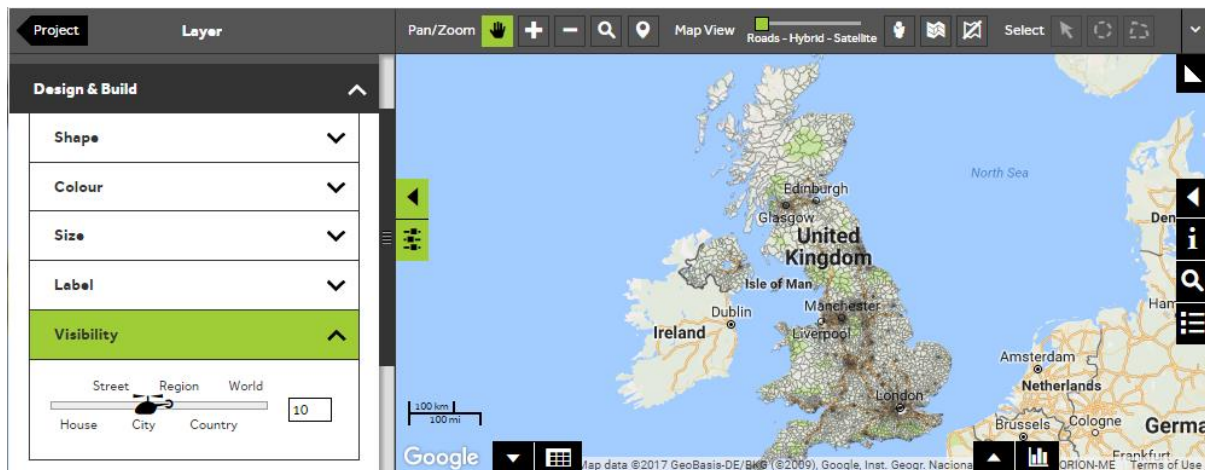 Project
Layer
Pan/Zoom
Map View
Roads - Hybrid - Satellite
Select
Design & Build
Shape
Colour
Size
Label
Visibility
Street Region World
House City Country
10
North Sea
Edinburgh
Glasgow
United
Kingdom
Isle of Man
Dublin
Manchester
Ireland
Liverpool
Amsterdam
Netherlands
London
Brussels
Cologne
Germa
Den
Ham
Frankfurt
100 km
100 mi
Google
Map data ©2017 GeoBasis-DE/BKG (©2009), Google, Inst. Geogr. Naciona
ORION-ME Terms of Use